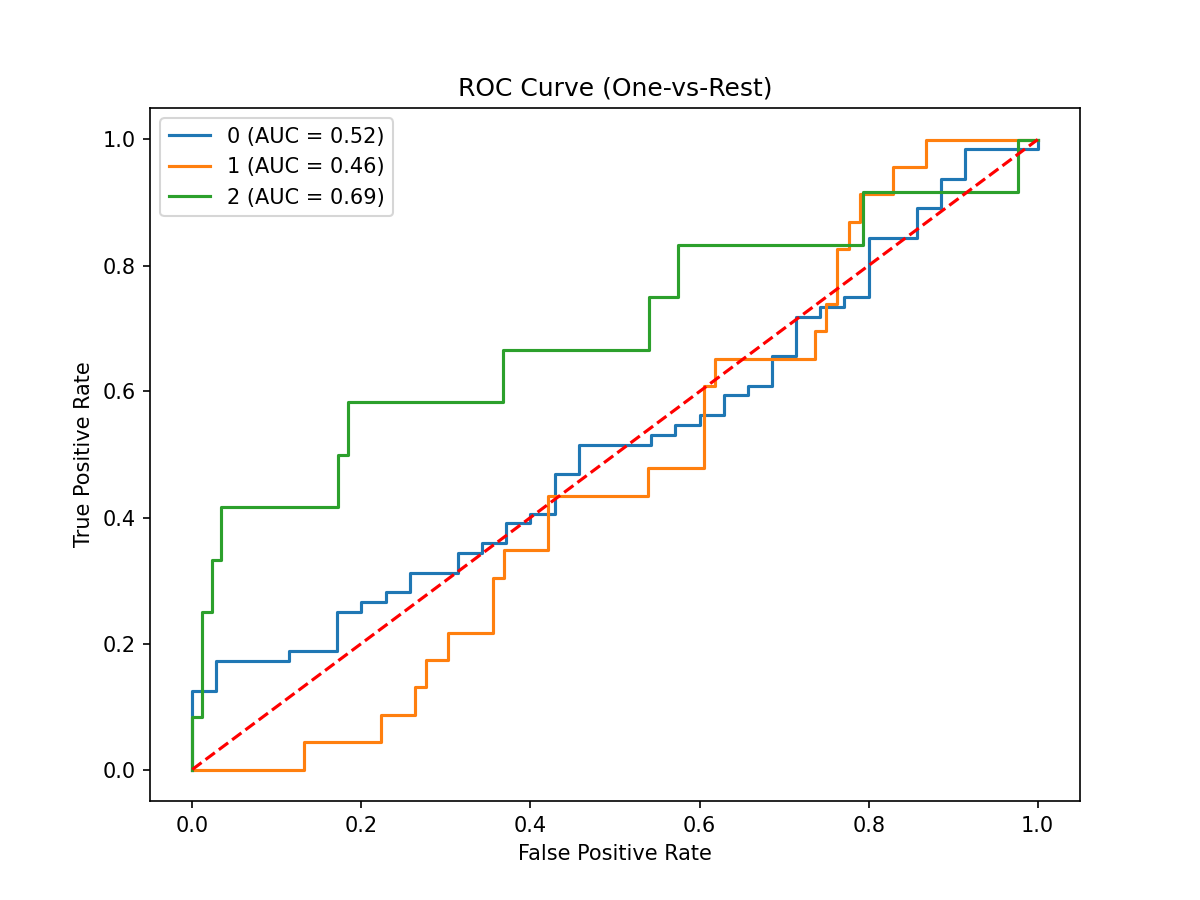 ROC Curve (One-vs-Rest)
0 (AUC = 0.52)
1 (AUC = 0.46)
2 (AUC = 0.69)
True Positive Rate
1.0
0.8
0.6
0.4
0.2
0.0
0.0 0.2 0.4 0.6 0.8 1.0
False Positive Rate